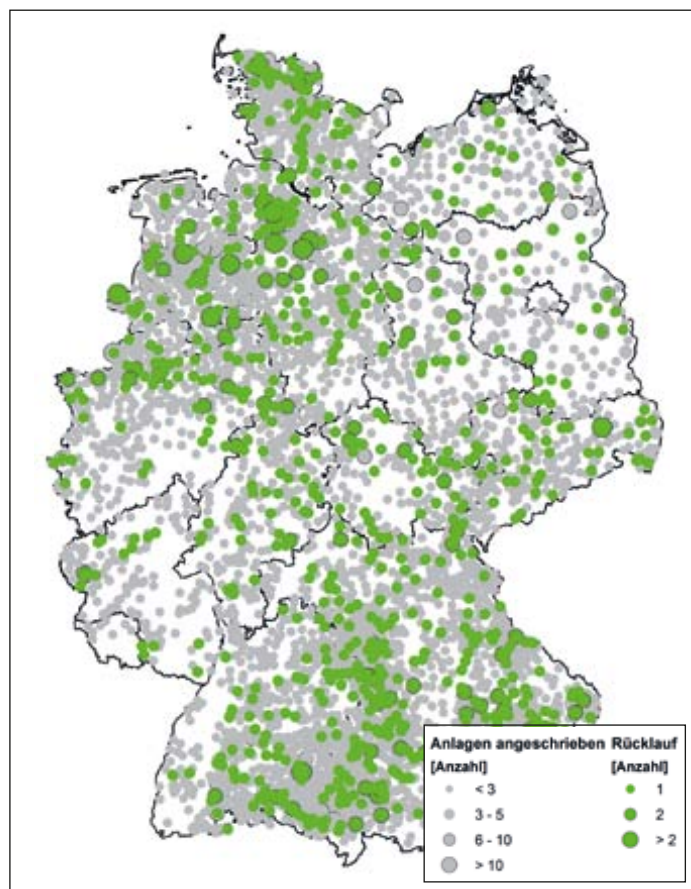 Anlagen angeschrieben
[Anzahl]
< 3
3 - 5
6 - 10
> 10
Rücklauf
[Anzahl]
1
2
> 2